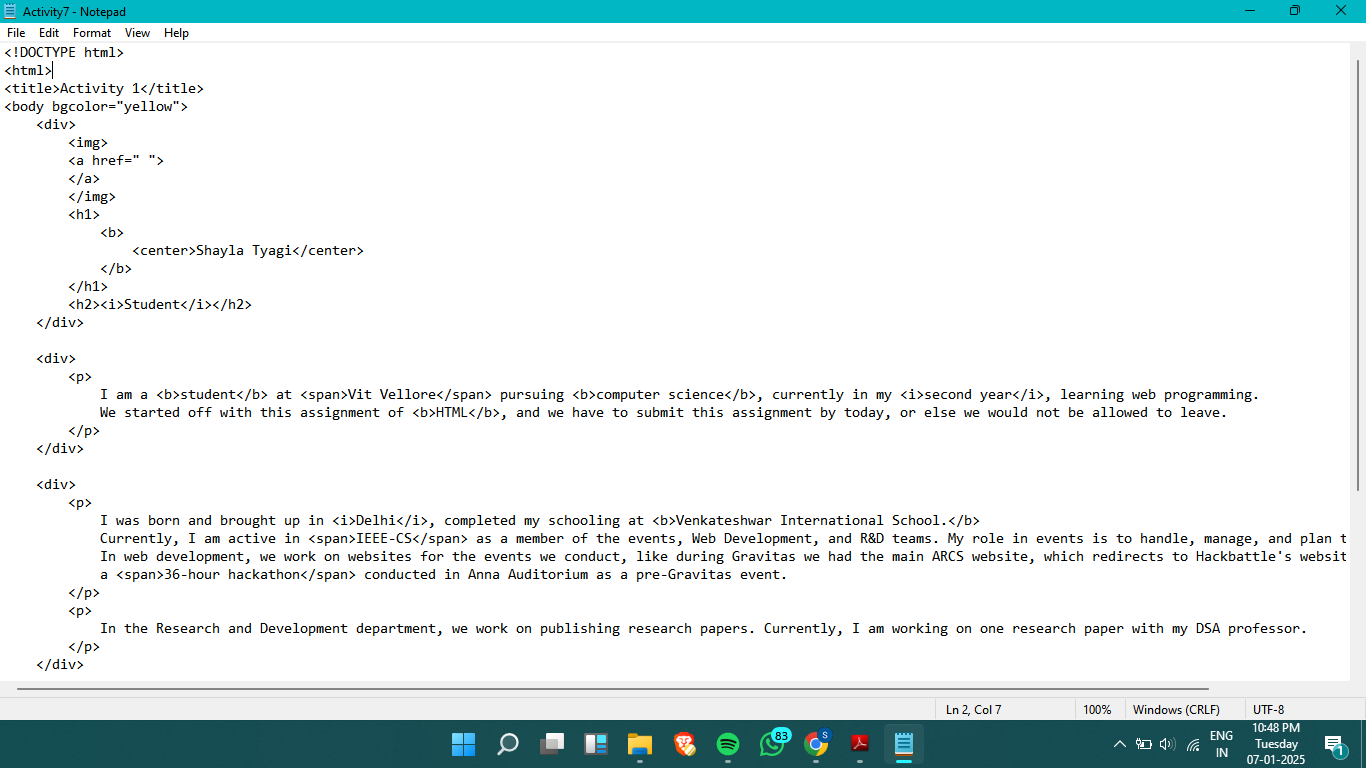 Activity7 - Notepad
File Edit Format View Help
<!DOCTYPE html>
<html>
<title>Activity 1</title>
<body bgcolor="yellow">
<div>
<img>
<a href=" ">
</a>
</img>
<h1>
<b>
<center>Shayla Tyagi</center>
</b>
</h1>
<h2><i>Student</i></h2>
</div>
<div>
<p>
I am a <b>student</b> at <span>Vit Vellore</span> pursuing <b>computer science</b>, currently in my <i>second year</i>, learning web programming.
We started off with this assignment of <b>HTML</b>, and we have to submit this assignment by today, or else we would not be allowed to leave.
</p>
</div>
<div>
<p>
I was born and brought up in <i>Delhi</i>, completed my schooling at <b>Venkateshwar International School.</b>
Currently, I am active in <span>IEEE-CS</span> as a member of the events, Web Development, and R&D teams. My role in events is to handle, manage, and plan t
In web development, we work on websites for the events we conduct, like during Gravitas we had the main ARCS website, which redirects to Hackbattle's websit
a <span>36-hour hackathon</span> conducted in Anna Auditorium as a pre-Gravitas event.
</p>
<p>
In the Research and Development department, we work on publishing research papers. Currently, I am working on one research paper with my DSA professor.
</p>
</div>
Ln 2, Col 7 100% Windows (CRLF) UTF-8
83
S
ENG
IN
10:48 PM
Tuesday
07-01-2025
1